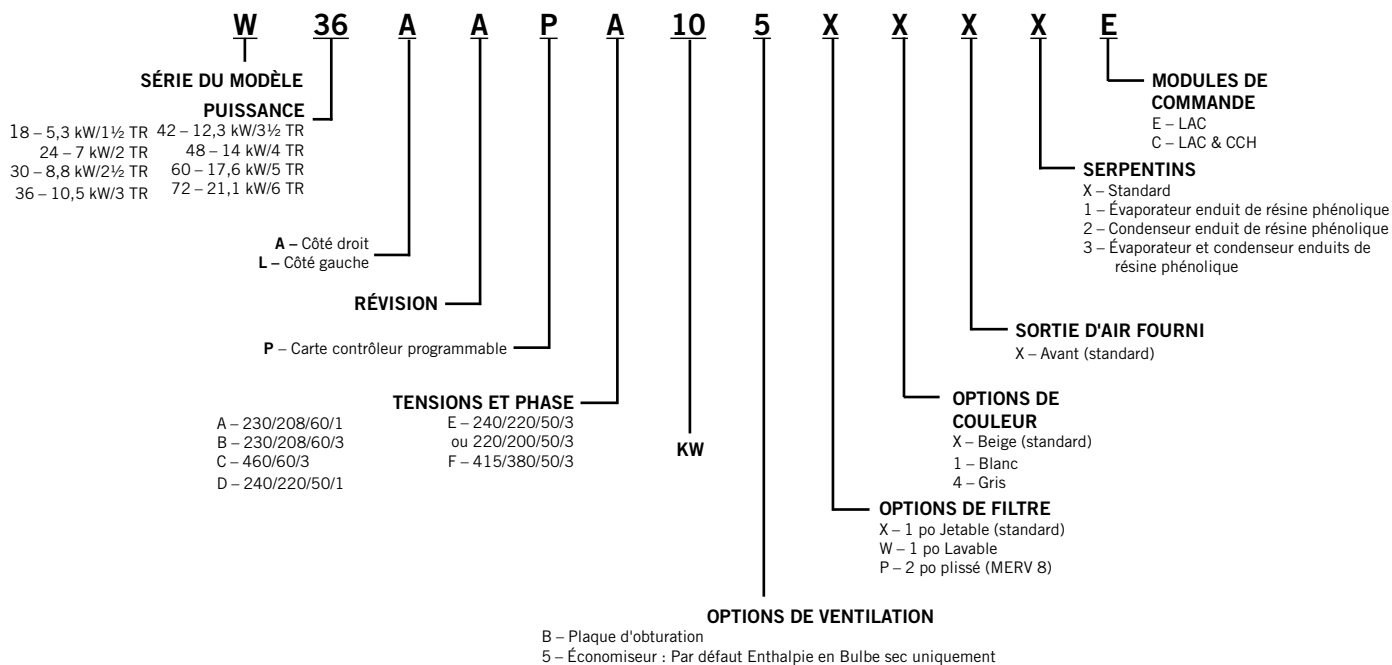 W 36 A A P A 10 5 X X X X E
SÉRIE DU MODÈLE
PUISSANCE
18 – 5,3 kW/1½ TR 42 – 12,3 kW/3½ TR
24 – 7 kW/2 TR 48 – 14 kW/4 TR
30 – 8,8 kW/2½ TR 60 – 17,6 kW/5 TR
36 – 10,5 kW/3 TR 72 – 21,1 kW/6 TR
MODULES DE
COMMANDE
E – LAC
C – LAC & CCH
SERPENTINS
X – Standard
1 – Évaporateur enduit de résine phénolique
2 – Condenseur enduit de résine phénolique
3 – Évaporateur et condenseur enduits de
résine phénolique
A – Côté droit
L – Côté gauche
RÉVISION
SORTIE D'AIR FOURNI
X – Avant (standard)
P – Carte contrôleur programmable
TENSIONS ET PHASE
A – 230/208/60/1 E – 240/220/50/3
B – 230/208/60/3 ou 220/200/50/3
C – 460/60/3 F – 415/380/50/3
D – 240/220/50/1
KW
OPTIONS DE
COULEUR
X – Beige (standard)
1 – Blanc
4 – Gris
OPTIONS DE FILTRE
X – 1 po Jetable (standard)
W – 1 po Lavable
P – 2 po plissé (MERV 8)
OPTIONS DE VENTILATION
B – Plaque d'obturation
5 – Économiseur : Par défaut Enthalpie en Bulbe sec uniquement